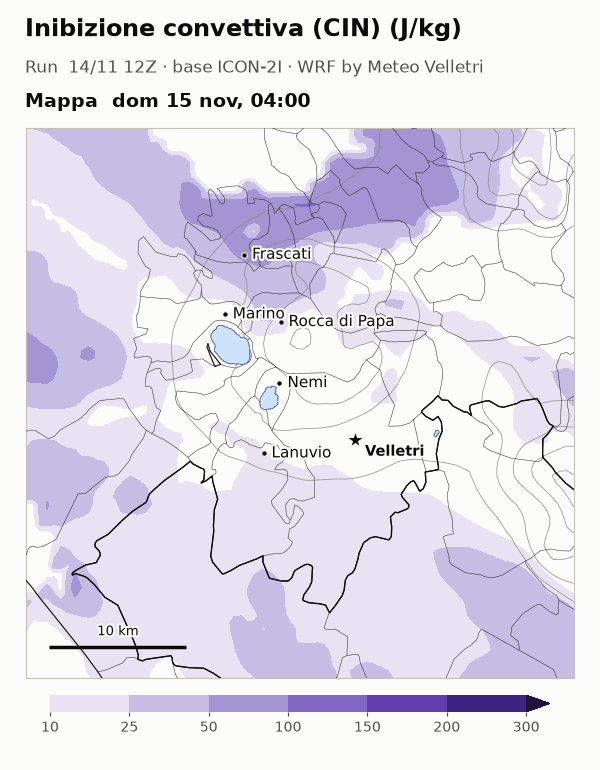 Inibizione convettiva (CIN) (J/kg)
Run 14/11 12Z · base ICON-2I · WRF by Meteo Velletri
Mappa dom 15 nov, 04:00
Frascati
Marino
Rocca di Papa
Nemi
Velletri
Lanuvio
10 km
10 25 50 100 150 200 300